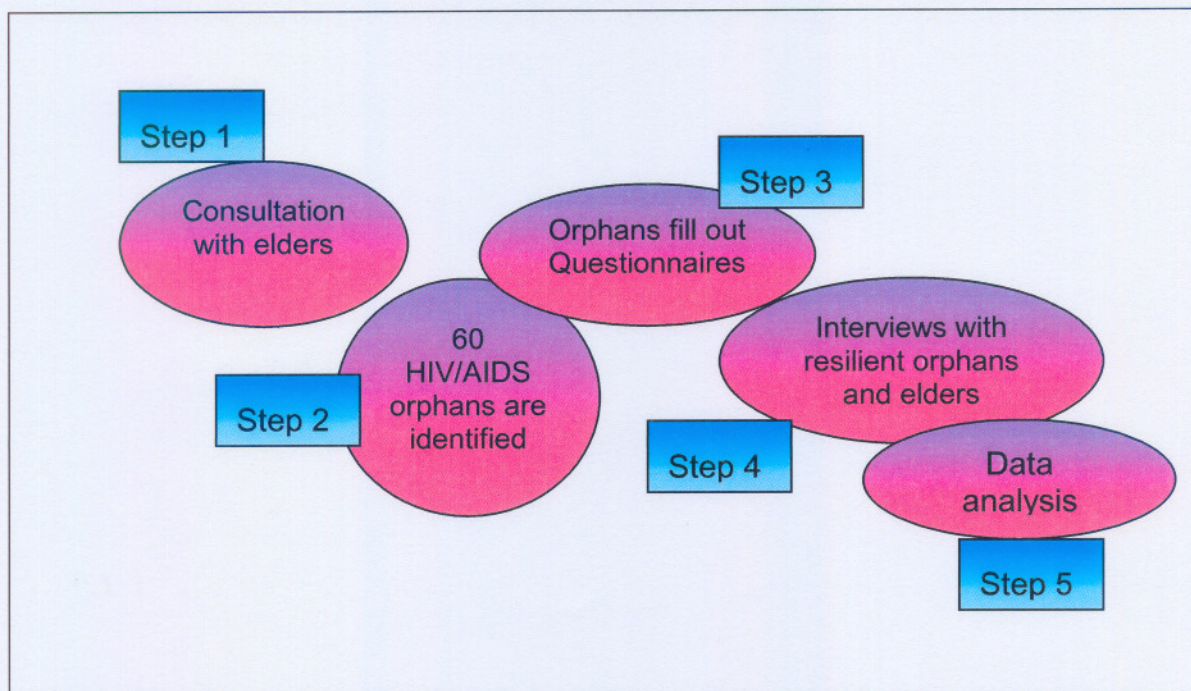 Step 1
Consultation
with elders
Step 2
60
HIV/AIDS
orphans are
identified
Step 3
Orphans fill out
Questionnaires
Step 4
Interviews with
resilient orphans
and elders
Data
analysis
Step 5